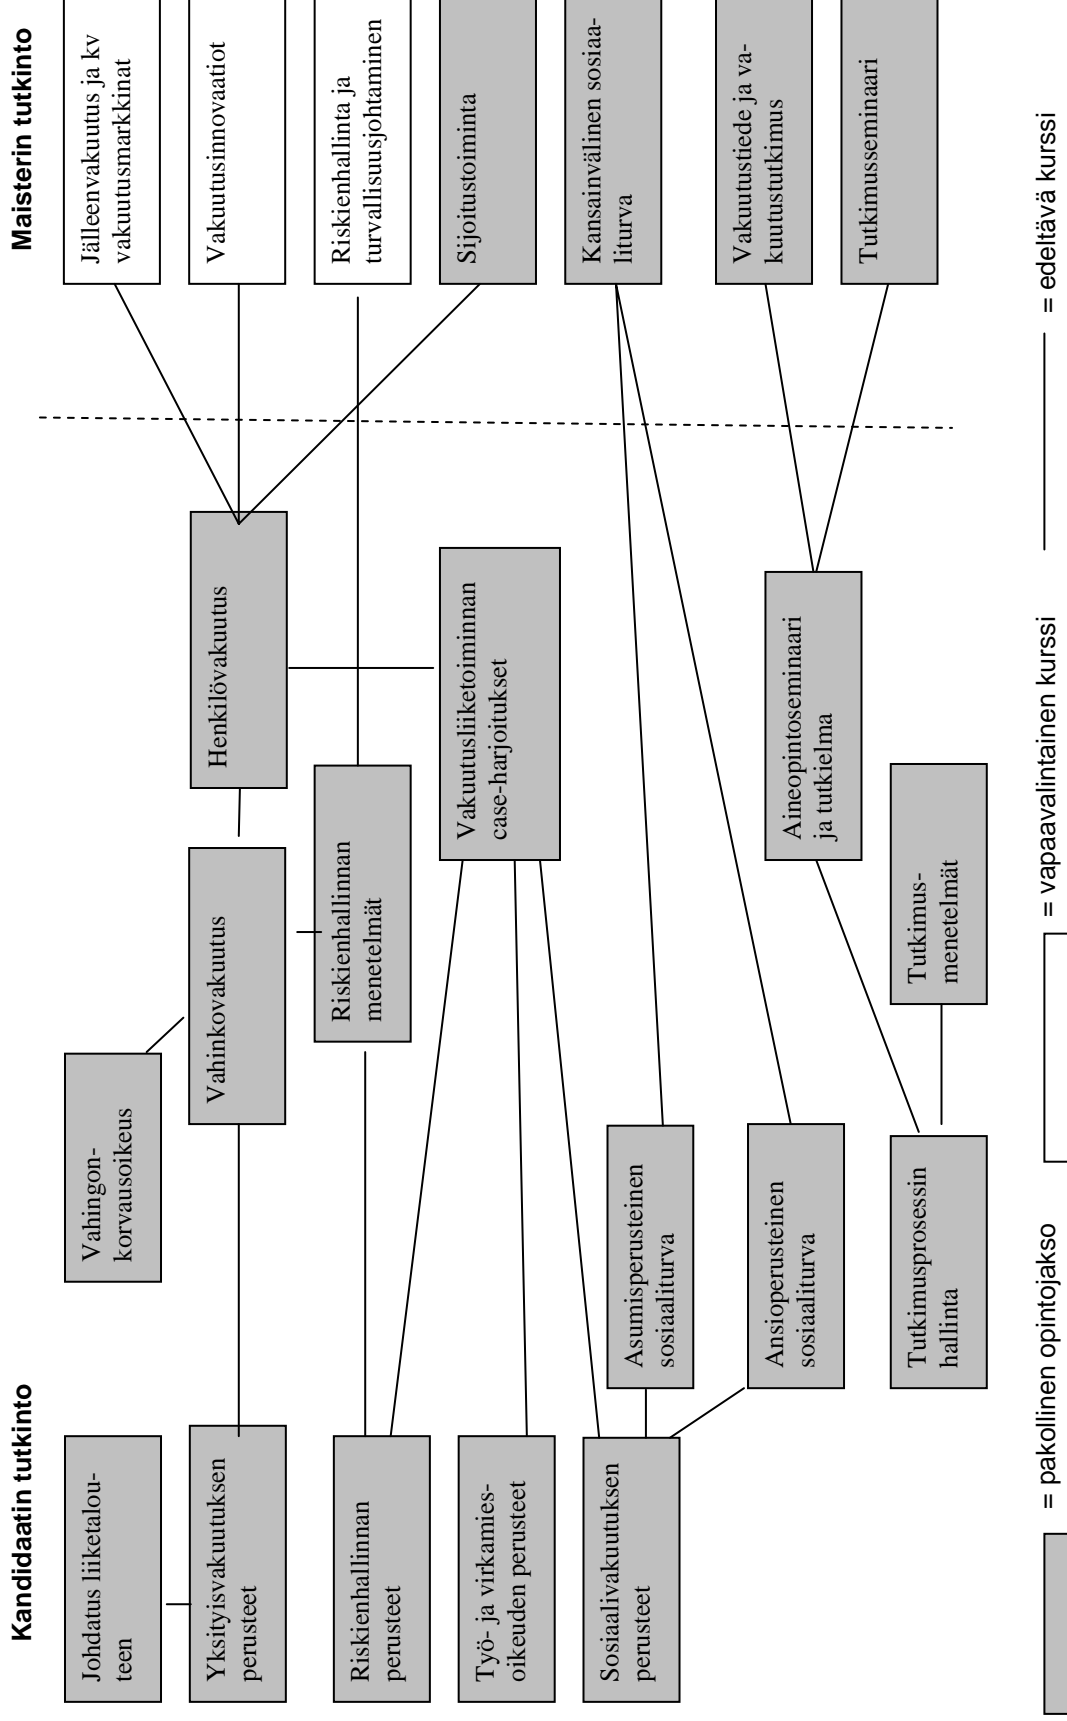 Kandidaatin tutkinto
Maisterin tutkinto
Johdatus liiketalou-
teen
Yksityisvakuutuksen
perusteet
Riskienhallinnan
perusteet
Työ- ja virkamies-
oikeuden perusteet
Sosiaalivakuutuksen
perusteet
Vahingon-
korvausoikeus
Vahinkovakuutus
Riskienhallinnan
menetelmät
Asumisperusteinen
sosiaaliturva
Ansioperusteinen
sosiaaliturva
Tutkimusprosessin
hallinta
Henkilövakuutus
Vakuutusliiketoiminnan
case-harjoitukset
Aineopintoseminaari
ja tutkielma
Tutkimus-
menetelmät
Jälleenvakuutus ja kv
vakuutusmarkkinat
Vakuutusinnovaatiot
Riskienhallinta ja
turvallisuusjohtaminen
Sijoitustoiminta
Kansainvälinen sosiaa-
liturva
Vakuutustiede ja va-
kuutustutkimus
Tutkimusseminaari
= pakollinen opintojakso
= vapaavalintainen kurssi
= edeltävä kurssi